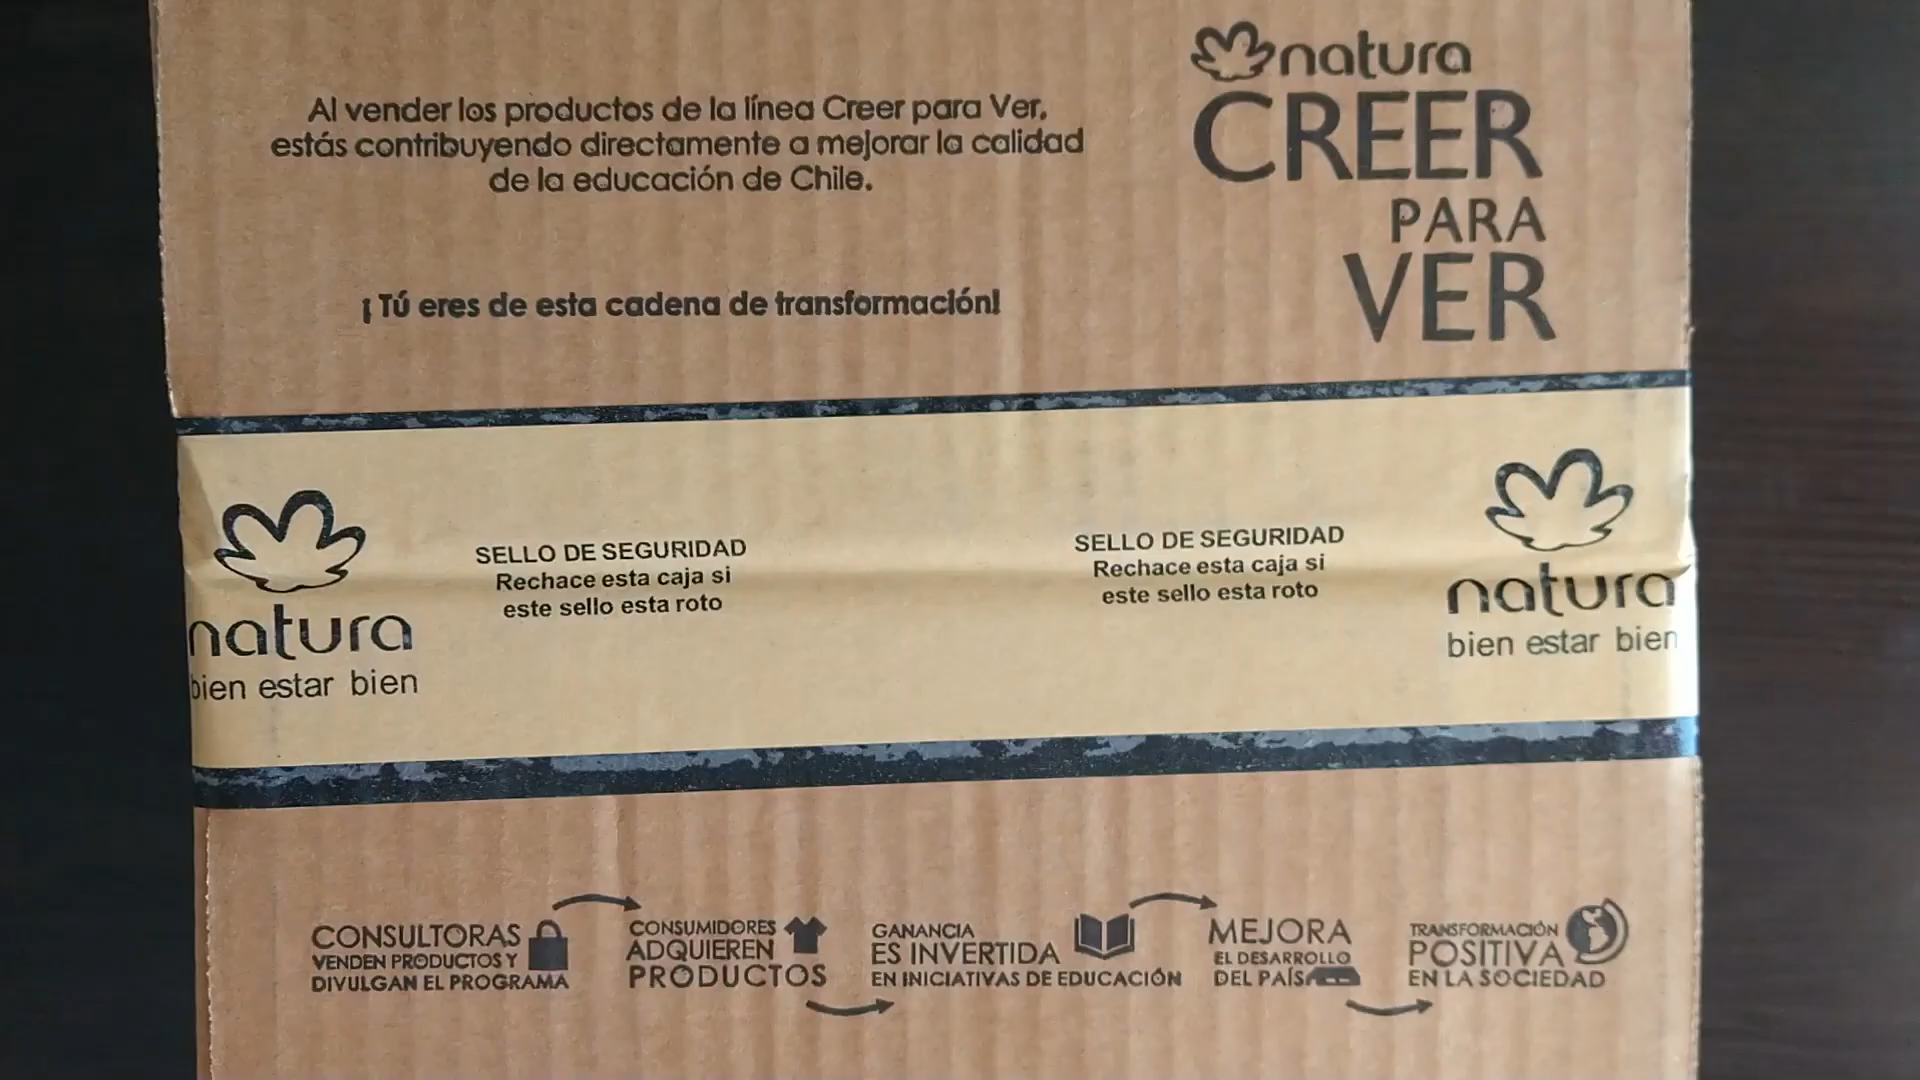 natura
CREER
PARA
VER
Al vender los productos de la línea Creer para Ver,
estás contribuyendo directamente a mejorar la calidad
de la educación de Chile.
¡Tú eres de esta cadena de transformación!
natura
bien estar bien
SELLO DE SEGURIDAD
Rechace esta caja si
este sello esta roto
SELLO DE SEGURIDAD
Rechace esta caja si
este sello esta roto
natura
bien estar bien
CONSULTORAS
VENDEN PRODUCTOS Y
DIVULGAN EL PROGRAMA
CONSUMIDORES
ADQUIEREN
PRODUCTOS
GANANCIA
ES INVERTIDA
EN INICIATIVAS DE EDUCACIÓN
MEJORA
EL DESARROLLO
DEL PAÍS
TRANSFORMACIÓN
POSITIVA
EN LA SOCIEDAD